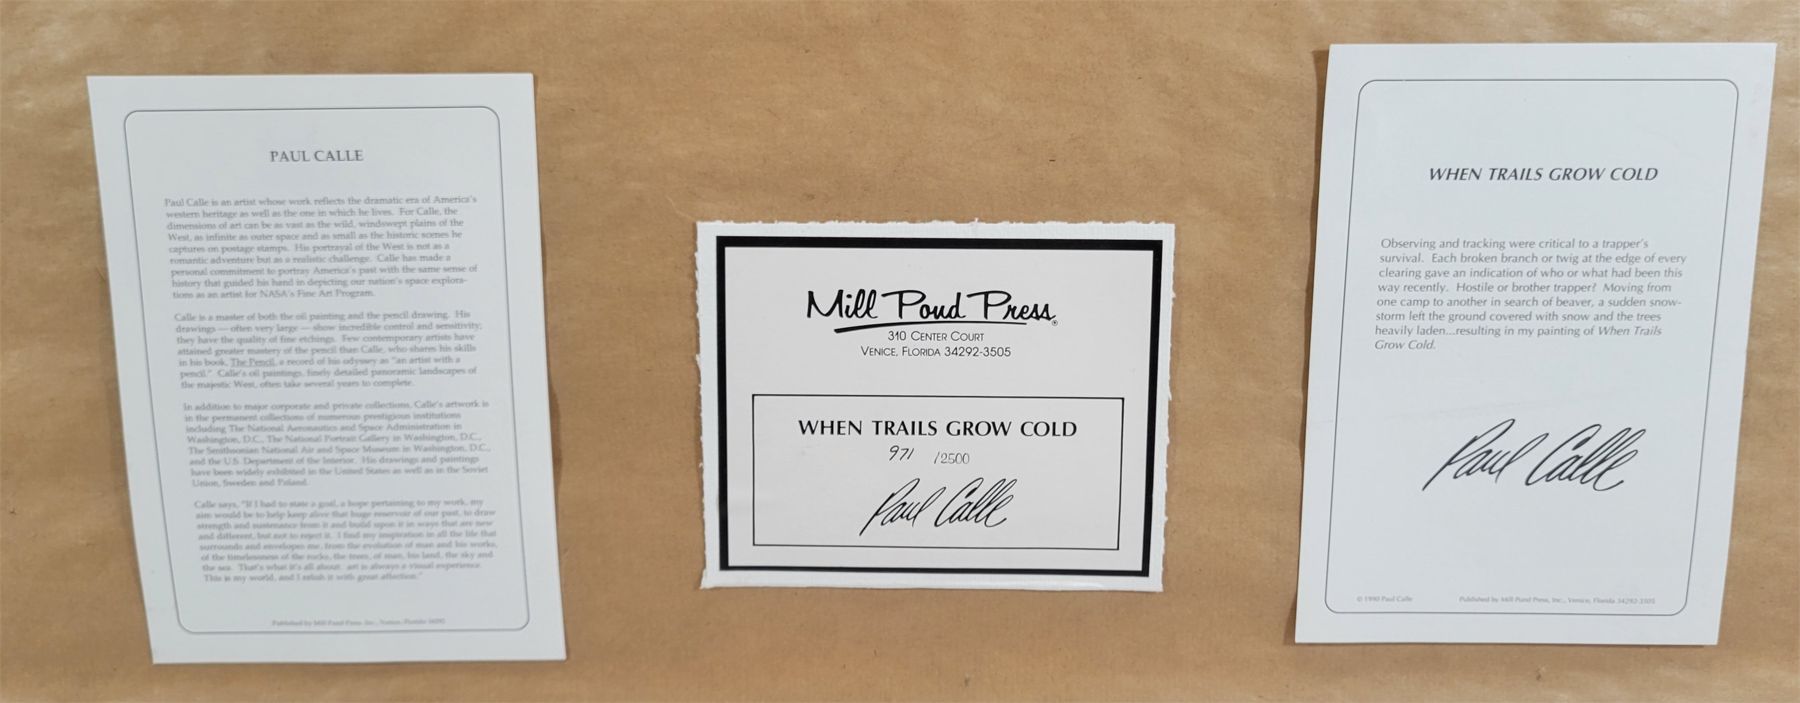 PAUL CALLE
Paul Calle is an artist whose work reflects the dramatic era of America's
western heritage as well as the one in which he lives. For Calle, the
dimensions of art can be as vast as the wild, windswept plains of the
West, as infinite as outer space and as small as the historic scenes he
captures on postage stamps. His portrayal of the West is not as a
romantic adventure but as a realistic challenge. Calle has made a
personal commitment to portray America's past with the same sense of
history that guided his hand in depicting our nation's space explora-
tions as an artist for NASA's Fine Art Program.
Calle is a master of both the oil painting and the pencil drawing. His
drawings — often very large — show incredible control and sensitivity;
they have the quality of fine etchings. Few contemporary artists have
attained greater mastery of the pencil than Calle, who shares his skills
in his book, The Pencil, a record of his odyssey as "an artist with a
pencil." Calle's oil paintings, finely detailed panoramic landscapes of
the majestic West, often take several years to complete.
In addition to major corporate and private collections, Calle's artwork is
in the permanent collections of numerous prestigious institutions
including The National Aeronautics and Space Administration in
Washington, D.C., The National Portrait Gallery in Washington, D.C.,
The Smithsonian National Air and Space Museum in Washington, D.C.,
and the U.S. Department of the Interior. His drawings and paintings
have been widely exhibited in the United States as well as in the Soviet
Union, Sweden and Poland.
Calle says, "If I had to state a goal, a hope pertaining to my work, my
aim would be to help keep alive that huge reservoir of our past, to draw
strength and sustenance from it and build upon it in ways that are new
and different, but not to reject it. I find my inspiration in all the life that
surrounds and envelopes me, from the evolution of man and his works,
of the timelessness of the rocks, the trees, of man, his land, the sky and
the sea. That's what it's all about: art is always a visual experience.
This is my world, and I relish it with great affection."
Published by Mill Pond Press, Inc., Venice, Florida
Mill Pond Press®
310 CENTER COURT
VENICE, FLORIDA 34292-3505
WHEN TRAILS GROW COLD
971 /2500
Paul Calle
WHEN TRAILS GROW COLD
Observing and tracking were critical to a trapper's
survival. Each broken branch or twig at the edge of every
clearing gave an indication of who or what had been this
way recently. Hostile or brother trapper? Moving from
one camp to another in search of beaver, a sudden snow-
storm left the ground covered with snow and the trees
heavily laden...resulting in my painting of When Trails
Grow Cold.
Paul Calle
© 1990 Paul Calle Published by Mill Pond Press, Inc., Venice, Florida 34292-3505